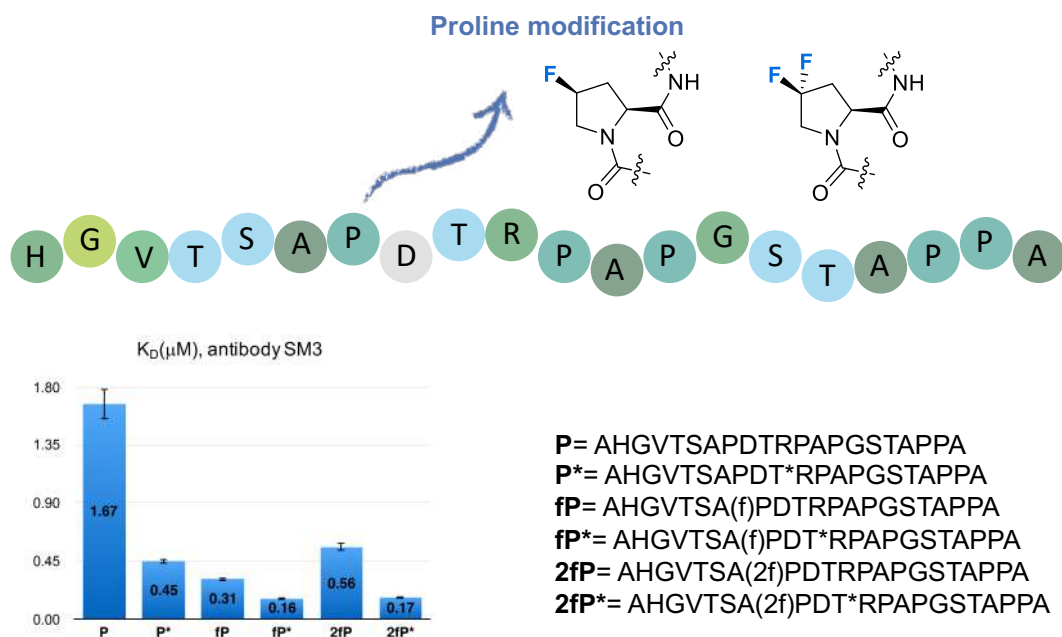 Proline modification
F
NH
N
O
O
F
F
NH
N
O
O
H G V T S A P D T R P A P G S T A P P A
K_D(μM), antibody SM3
1.80
1.35
0.90
0.45
0.00
1.67
0.45
0.31
0.16
0.56
0.17
P P* fP fP* 2fP 2fP*
P= AHGVTSAPDTRPAPGSTAPPA
P*= AHGVTSAPDT*RPAPGSTAPPA
fP= AHGVTSA(f)PDTRPAPGSTAPPA
fP*= AHGVTSA(f)PDT*RPAPGSTAPPA
2fP= AHGVTSA(2f)PDTRPAPGSTAPPA
2fP*= AHGVTSA(2f)PDT*RPAPGSTAPPA